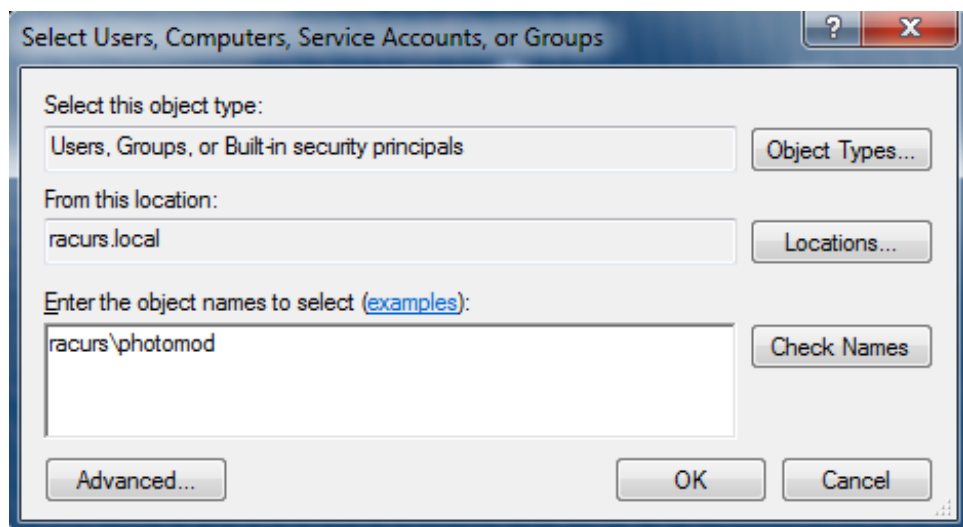 Select Users, Computers, Service Accounts, or Groups
Select this object type:
Users, Groups, or Built-in security principals
Object Types...
From this location:
racurs.local
Locations...
Enter the object names to select (examples):
racurs\photomod
Check Names
Advanced...
OK
Cancel